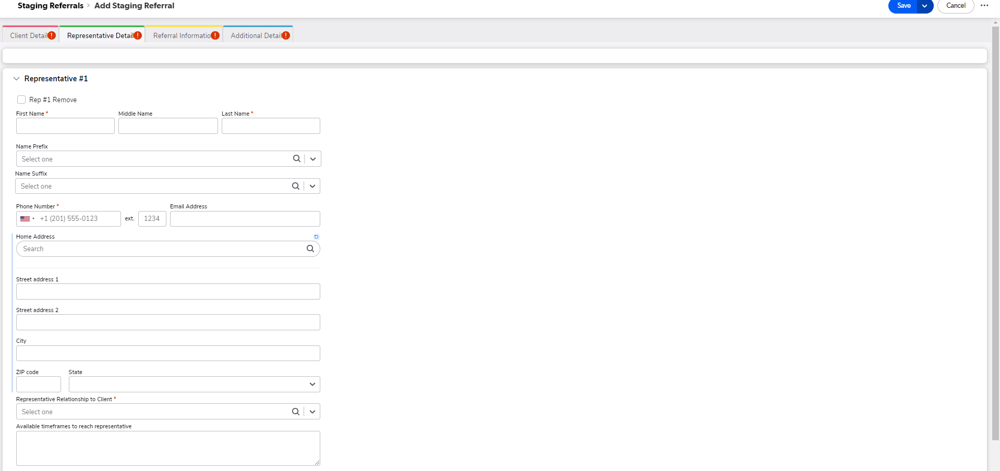 Staging Referrals > Add Staging Referral
Save
Cancel
Client Detail
Representative Detail
Referral Informatio
Additional Detail
Representative #1
Rep #1 Remove
First Name *
Middle Name
Last Name *
Name Prefix
Select one
Name Suffix
Select one
Phone Number *
Email Address
+1 (201) 555-0123
ext.
1234
Home Address
Search
Street address 1
Street address 2
City
ZIP code
State
Representative Relationship to Client *
Select one
Available timeframes to reach representative